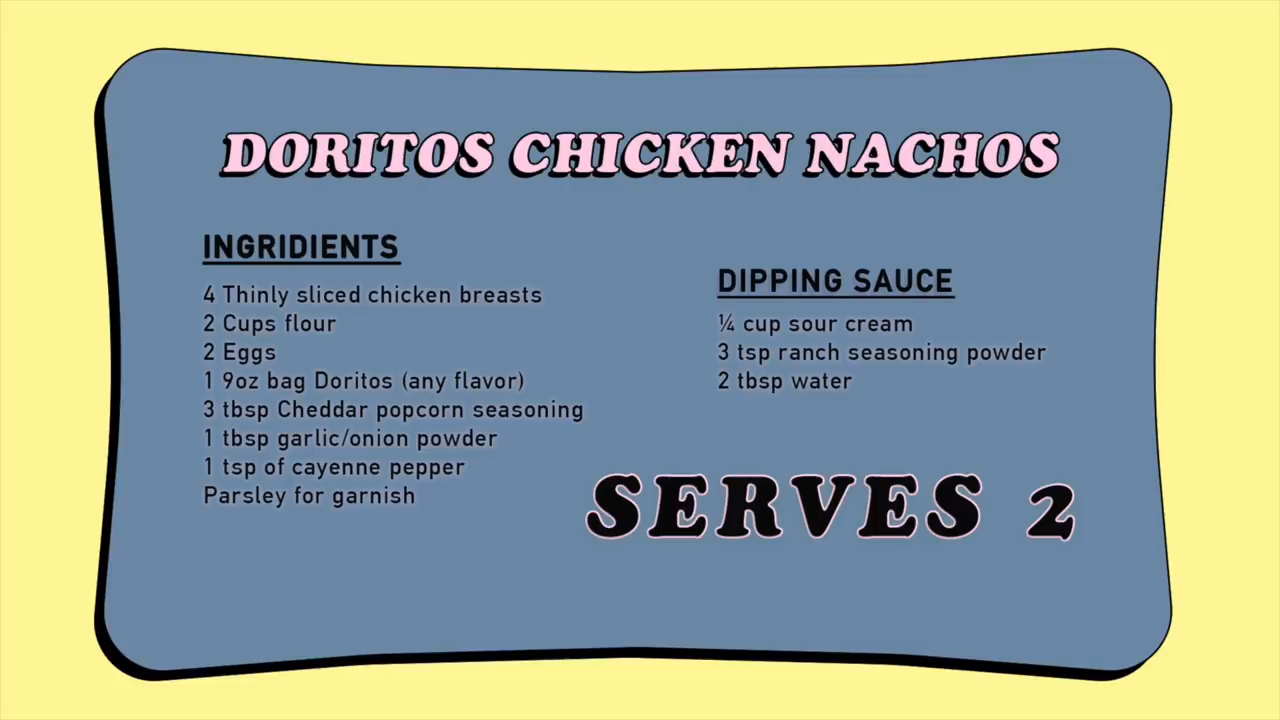 DORITOS CHICKEN NACHOS
INGRIDIENTS
4 Thinly sliced chicken breasts
2 Cups flour
2 Eggs
1 9oz bag Doritos (any flavor)
3 tbsp Cheddar popcorn seasoning
1 tbsp garlic/onion powder
1 tsp of cayenne pepper
Parsley for garnish
DIPPING SAUCE
¼ cup sour cream
3 tsp ranch seasoning powder
2 tbsp water
SERVES 2